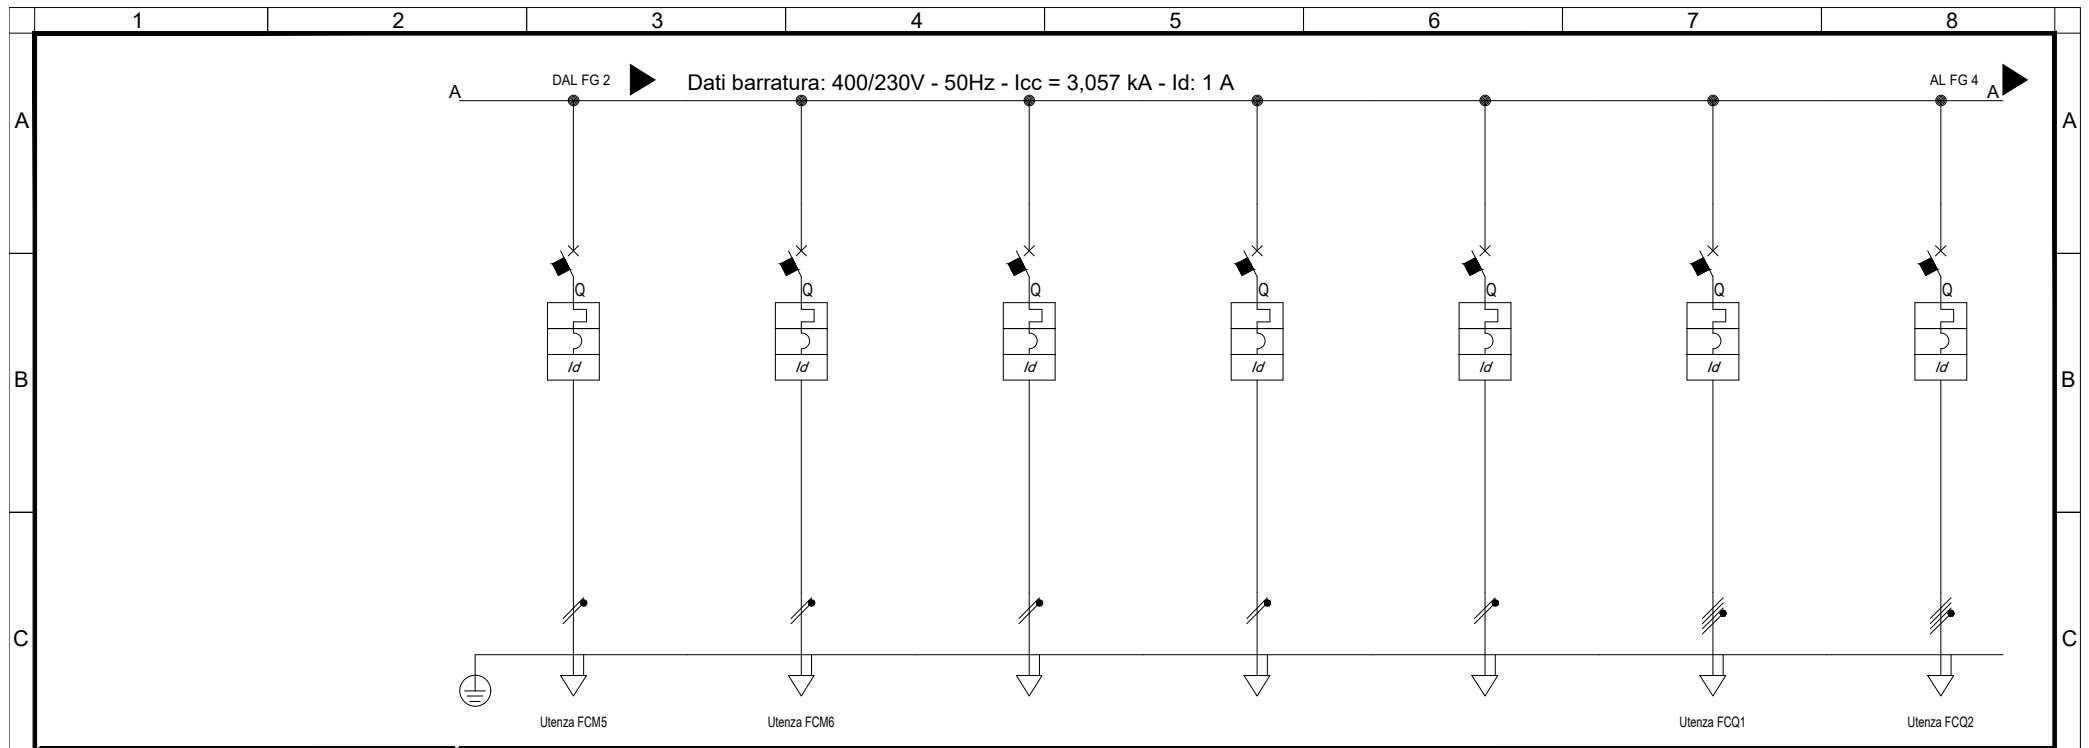 1 2 3 4 5 6 7 8
DAL FG 2 Dati barratura: 400/230V - 50Hz - Icc = 3,057 kA - Id: 1 A AL FG 4
A A
A A
Q Q Q Q Q Q Q
Id Id Id Id Id Id Id
B B
C C
Utenza FCM5 Utenza FCM6 Utenza FCQ1 Utenza FCQ2